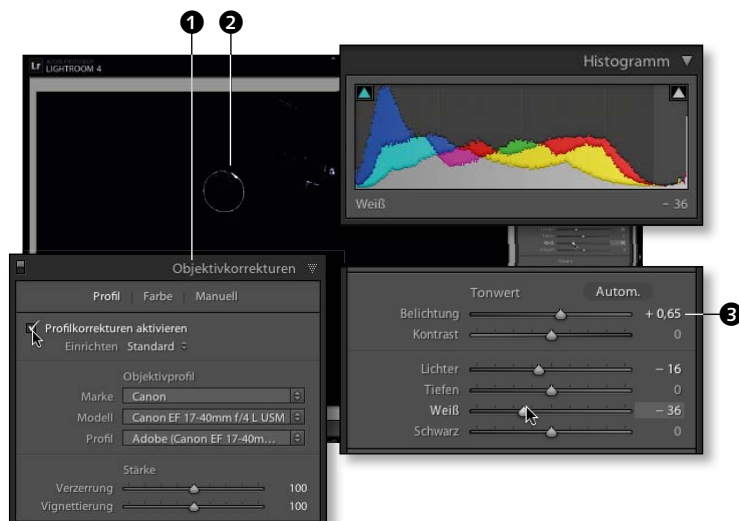 1 2
Lr ADOBE PHOTOSHOP
LIGHTROOM 4
Histogramm
Weiß – 36
Objektivkorrekturen
Profil | Farbe | Manuell
Profilkorrekturen aktivieren
Einrichten Standard
Objektivprofil
Marke Canon
Modell Canon EF 17-40mm f/4 L USM
Profil Adobe (Canon EF 17-40m…
Stärke
Verzerrung 100
Vignettierung 100
Tonwert Autom.
Belichtung + 0,65
3
Kontrast 0
Lichter – 16
Tiefen 0
Weiß – 36
Schwarz 0